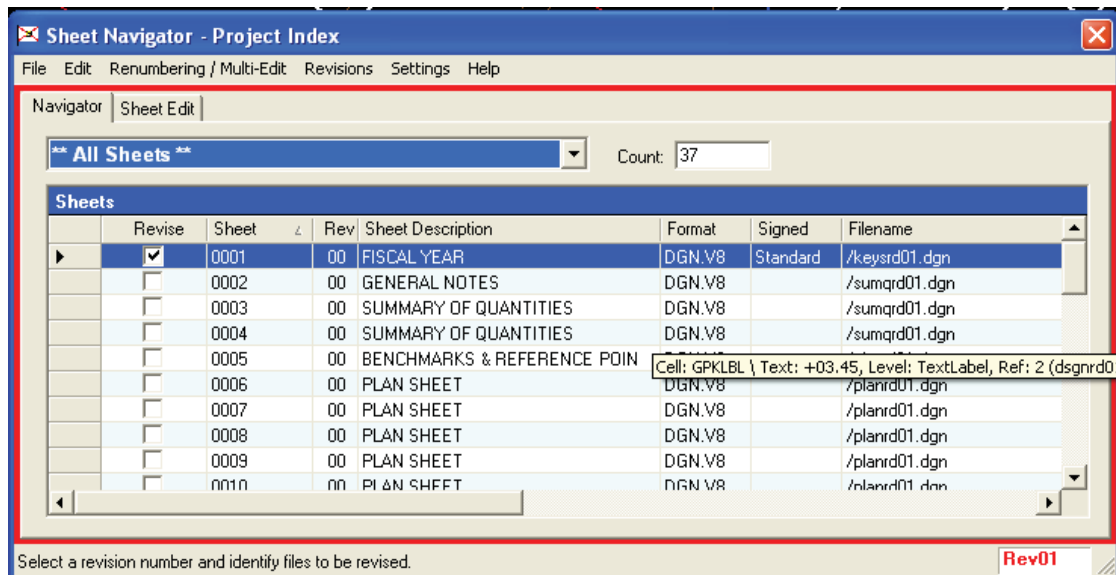 Sheet Navigator - Project Index
File Edit Renumbering / Multi-Edit Revisions Settings Help
Navigator Sheet Edit
** All Sheets ** Count: 37
Sheets
Revise Sheet Rev Sheet Description Format Signed Filename
0001 00 FISCAL YEAR DGN.V8 Standard /keysrd01.dgn
0002 00 GENERAL NOTES DGN.V8 /sumqrd01.dgn
0003 00 SUMMARY OF QUANTITIES DGN.V8 /sumqrd01.dgn
0004 00 SUMMARY OF QUANTITIES DGN.V8 /sumqrd01.dgn
0005 00 BENCHMARKS & REFERENCE POIN
Cell: GPKLBL \ Text: +03.45, Level: TextLabel, Ref: 2 (dsgnrd0
0006 00 PLAN SHEET DGN.V8 /planrd01.dgn
0007 00 PLAN SHEET DGN.V8 /planrd01.dgn
0008 00 PLAN SHEET DGN.V8 /planrd01.dgn
0009 00 PLAN SHEET DGN.V8 /planrd01.dgn
0010 00 PLAN SHEET DGN.V8 /planrd01.dgn
Select a revision number and identify files to be revised. Rev01